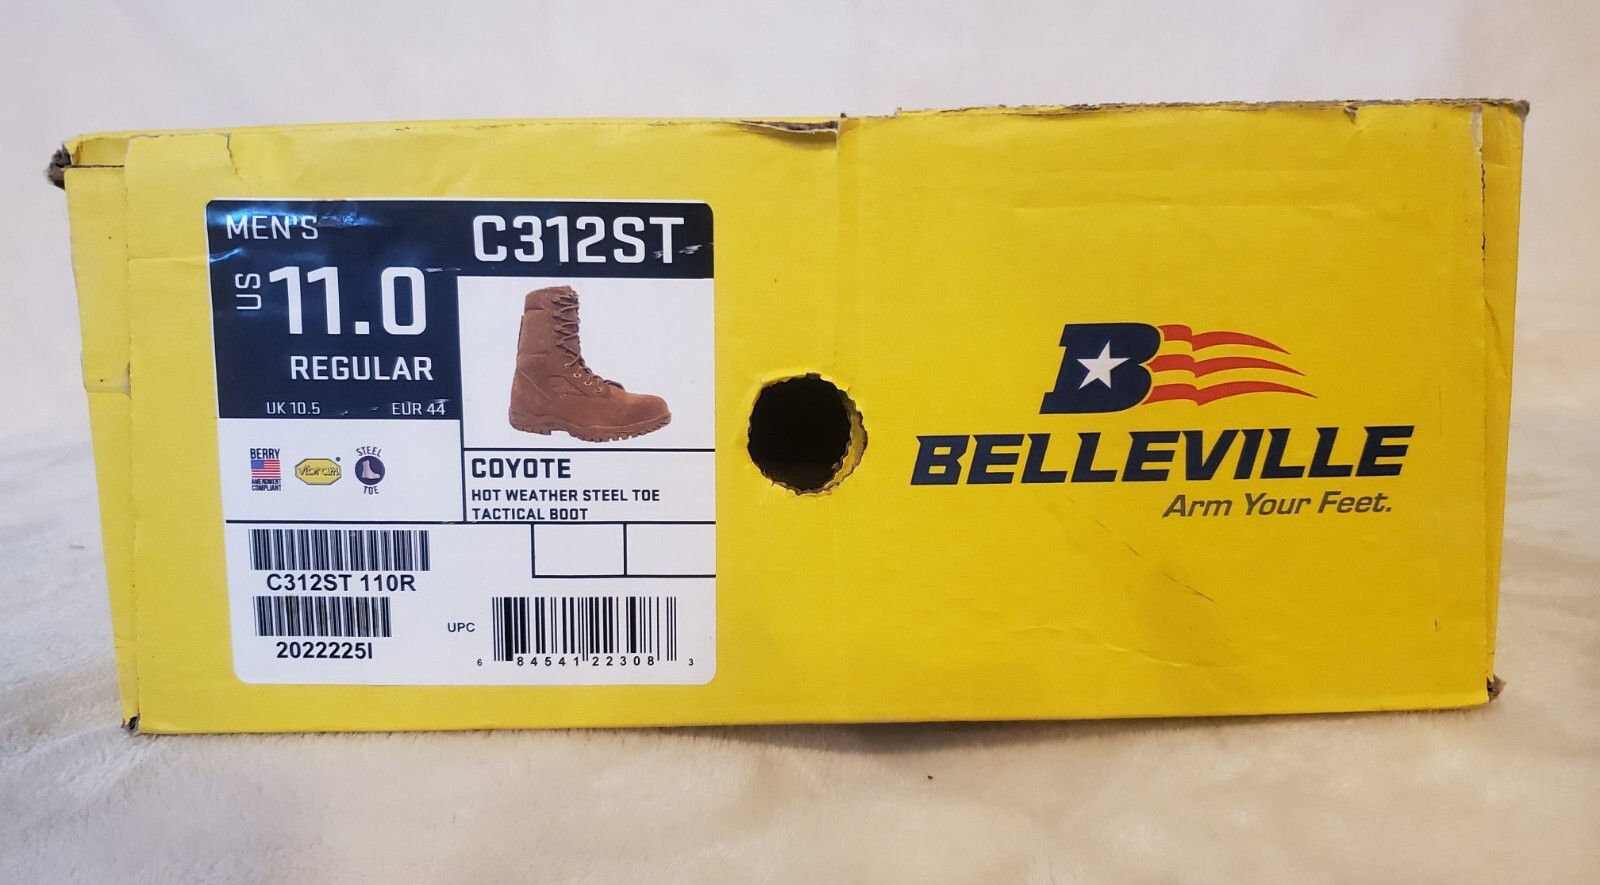 MEN'S
C312ST
US 11.0
REGULAR
UK 10.5 EUR 44
BERRY
AMENDMENT
COMPLIANT
vibram
STEEL
TOE
COYOTE
HOT WEATHER STEEL TOE
TACTICAL BOOT
C312ST 110R
2022225I
UPC
6 84541 22308 3
B
BELLEVILLE
Arm Your Feet.